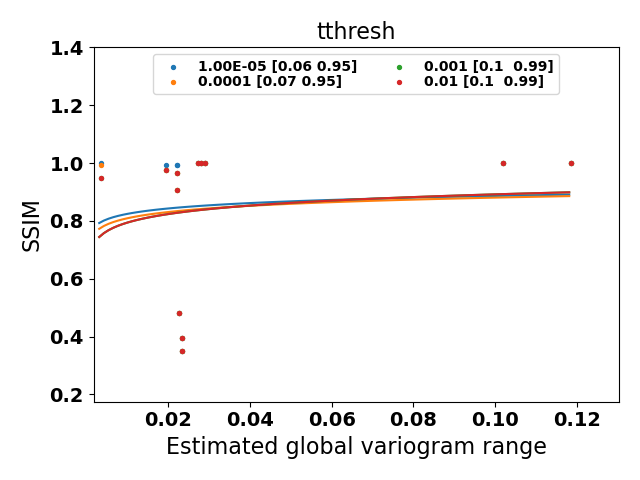 tthresh
1.00E-05 [0.06 0.95]
0.0001 [0.07 0.95]
0.001 [0.1  0.99]
0.01 [0.1  0.99]
SSIM
1.4
1.2
1.0
0.8
0.6
0.4
0.2
0.02 0.04 0.06 0.08 0.10 0.12
Estimated global variogram range